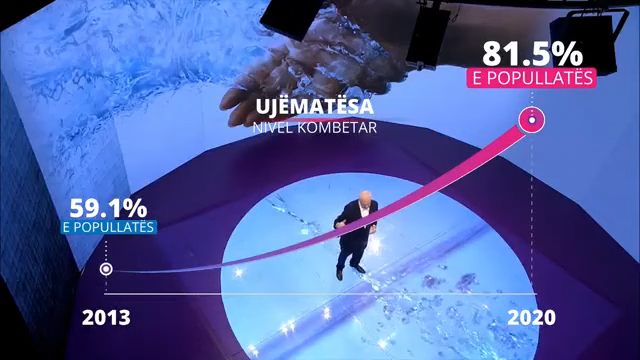 81.5%
E POPULLATËS
UJËMATËSA
NIVEL KOMBETAR
59.1%
E POPULLATËS
2013
2020